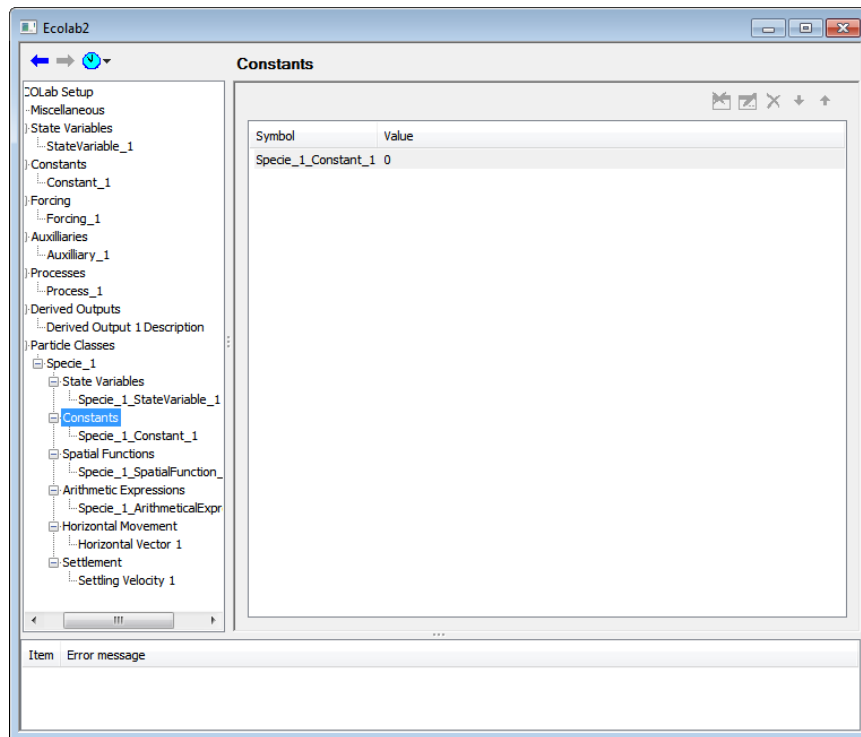 Ecolab2
Constants
COLab Setup
Miscellaneous
State Variables
StateVariable_1
Constants
Constant_1
Forcing
Forcing_1
Auxilliaries
Auxilliary_1
Processes
Process_1
Derived Outputs
Derived Output 1 Description
Particle Classes
Specie_1
State Variables
Specie_1_StateVariable_1
Constants
Specie_1_Constant_1
Spatial Functions
Specie_1_SpatialFunction_
Arithmetic Expressions
Specie_1_ArithmeticalExpr
Horizontal Movement
Horizontal Vector 1
Settlement
Settling Velocity 1
Symbol Value
Specie_1_Constant_1 0
Item Error message